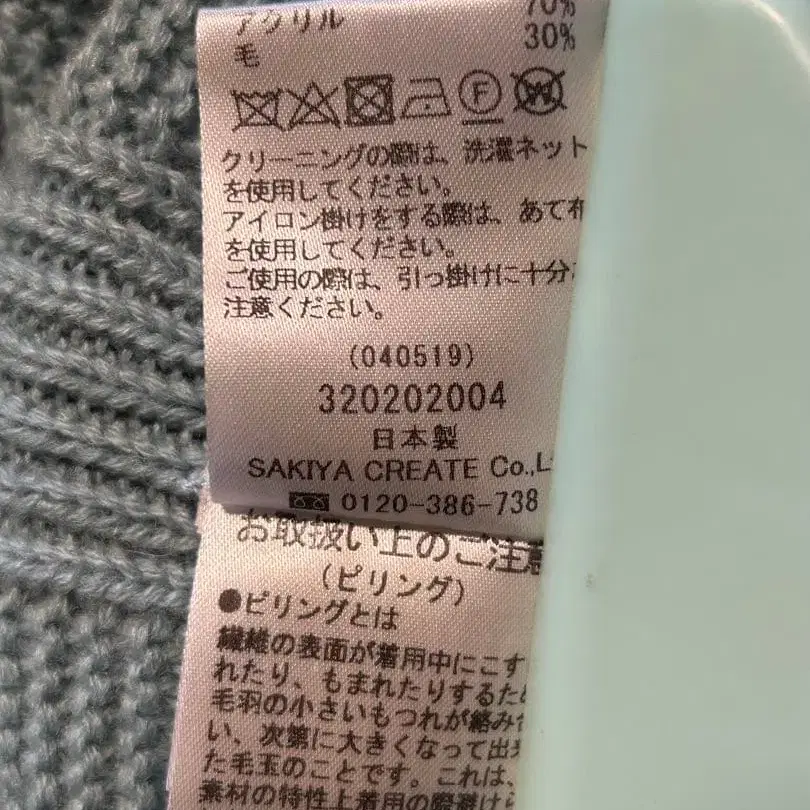 アクリル 70%
毛 30%
F W
クリーニングの際は、洗濯ネット
を使用してください。
アイロン掛けをする際は、あて布
を使用してください。
ご使用の際は、引っ掛けに十分
注意ください。
(040519)
320202004
日本製
SAKIYA CREATE Co.,L
0120-386-738
お取扱い上のご注意
(ピリング)
●ピリングとは
繊維の表面が着用中にこす
れたり、もまれたりするため
毛羽の小さいもつれが絡み合
い、次第に大きくなって出来
た毛玉のことです。これは、
素材の特性上着用の際避けら